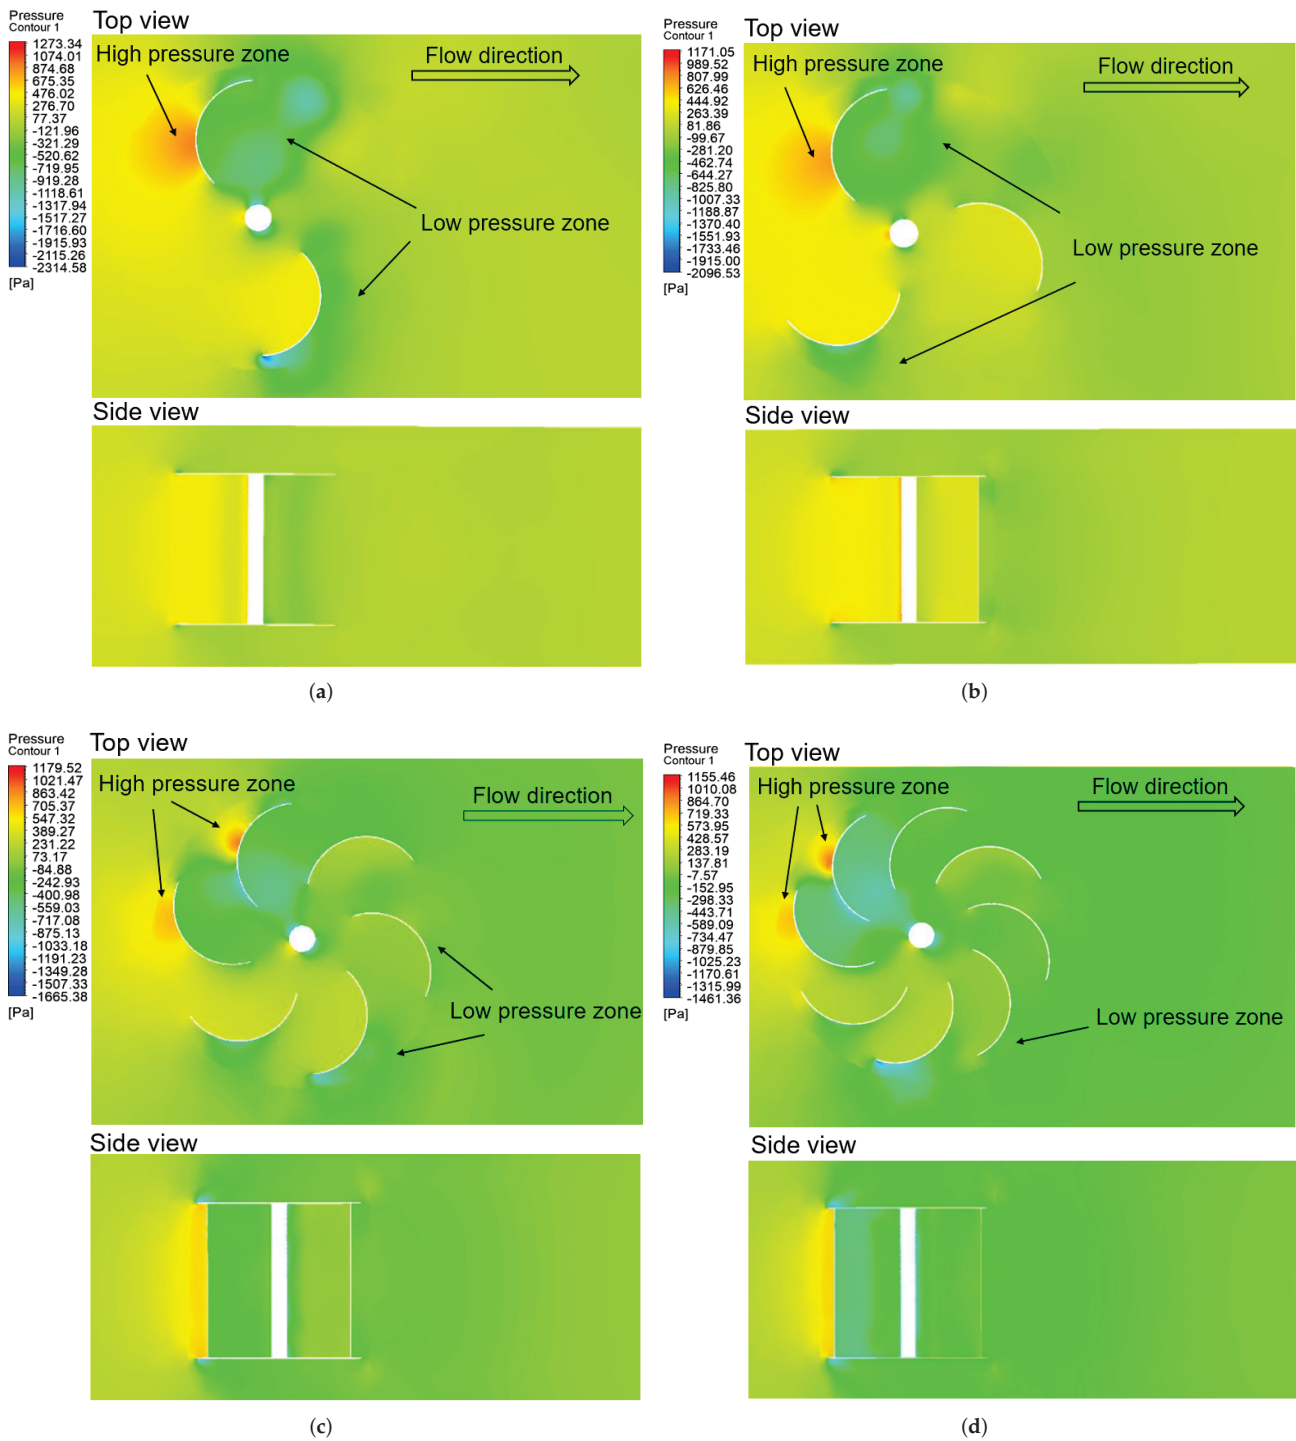 Top view
Pressure
Contour 1
1273.34
1074.01
874.68
675.35
476.02
276.70
77.37
-121.96
-321.29
-520.62
-719.95
-919.28
-1118.61
-1317.94
-1517.27
-1716.60
-1915.93
-2115.26
-2314.58
[Pa]
High pressure zone
Flow direction
Low pressure zone
Side view
(a)
Top view
Pressure
Contour 1
1171.05
989.52
807.99
626.46
444.92
263.39
81.86
-99.67
-281.20
-462.74
-644.27
-825.80
-1007.33
-1188.87
-1370.40
-1551.93
-1733.46
-1915.00
-2096.53
[Pa]
High pressure zone
Flow direction
Low pressure zone
Side view
(b)
Top view
Pressure
Contour 1
1179.52
1021.47
863.42
705.37
547.32
389.27
231.22
73.17
-84.88
-242.93
-400.98
-559.03
-717.08
-875.13
-1033.18
-1191.23
-1349.28
-1507.33
-1665.38
[Pa]
High pressure zone
Flow direction
Low pressure zone
Side view
(c)
Top view
Pressure
Contour 1
1155.46
1010.08
864.70
719.33
573.95
428.57
283.19
137.81
-7.57
-152.95
-298.33
-443.71
-589.09
-734.47
-879.85
-1025.23
-1170.61
-1315.99
-1461.36
[Pa]
High pressure zone
Flow direction
Low pressure zone
Side view
(d)